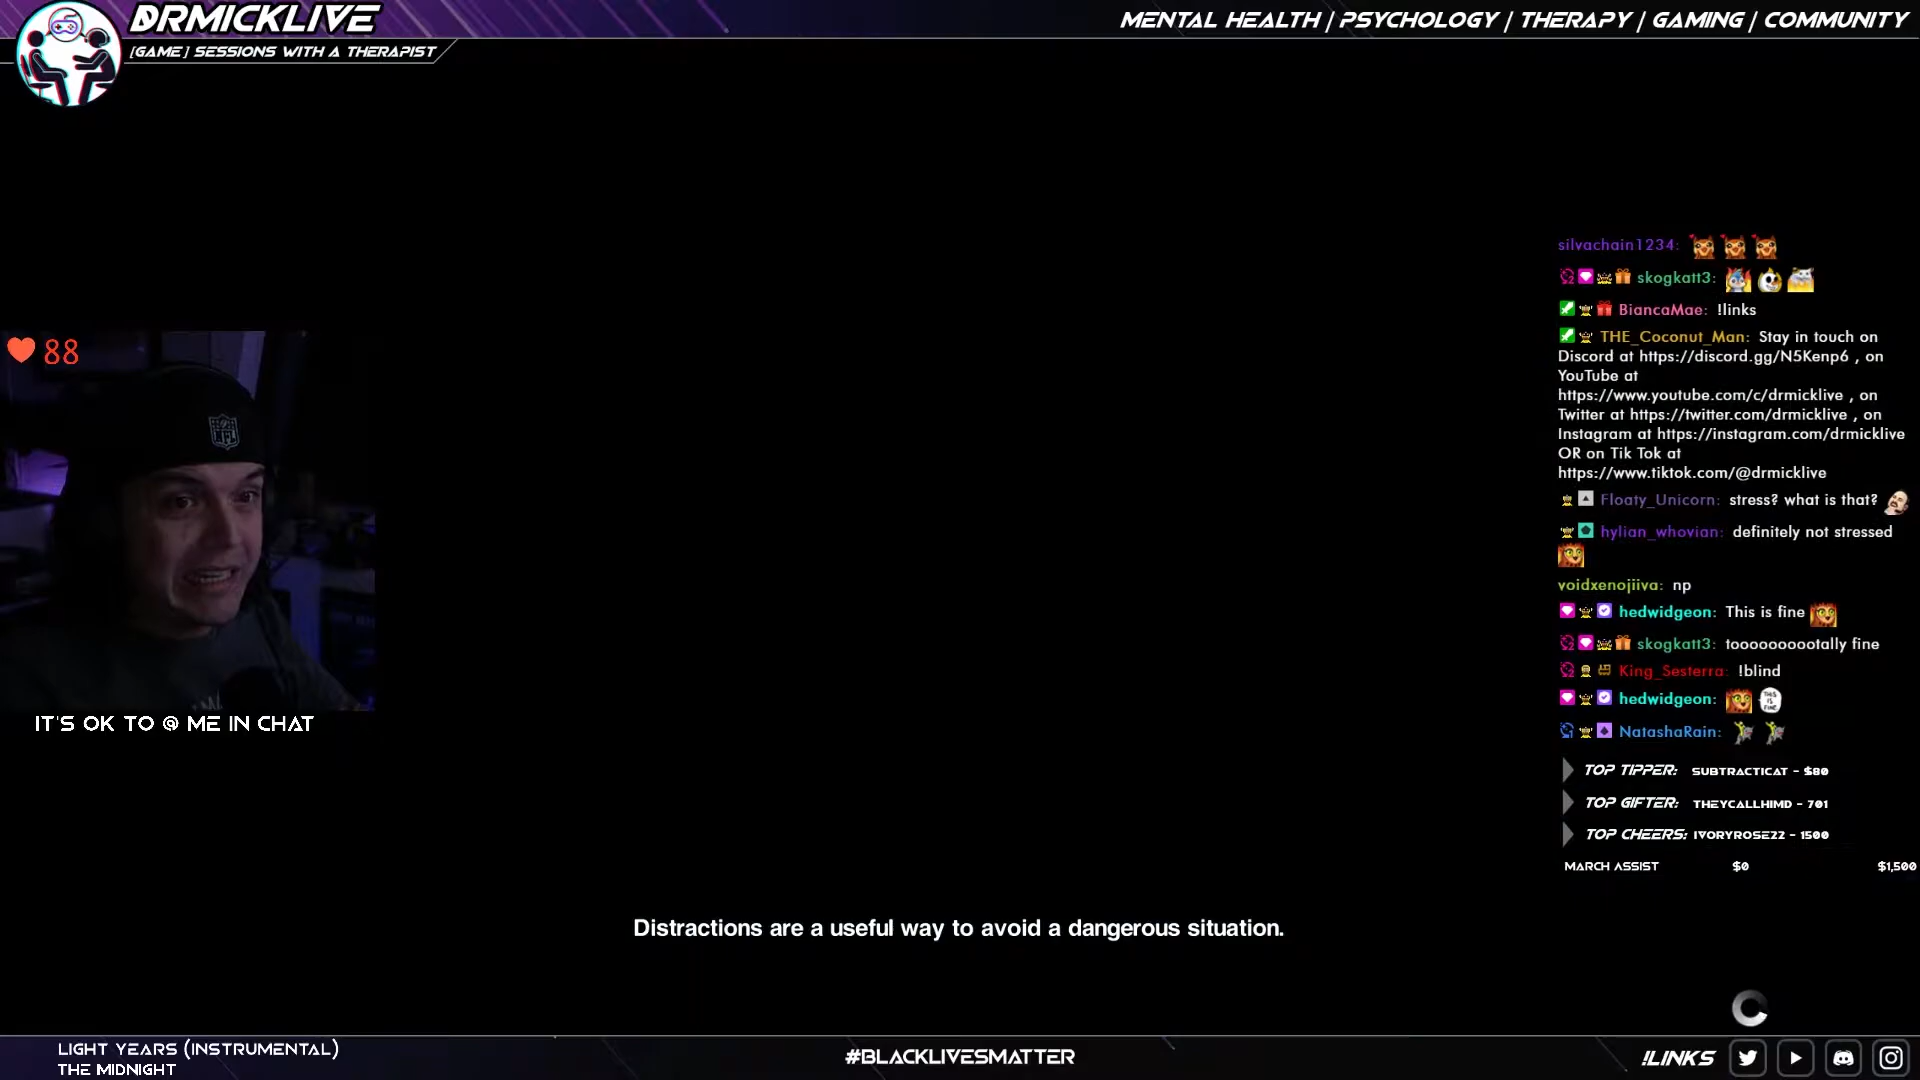 DRMICKLIVE
[GAME] SESSIONS WITH A THERAPIST
MENTAL HEALTH | PSYCHOLOGY | THERAPY | GAMING | COMMUNITY
88
NFL
IT'S OK TO @ ME IN CHAT
silvachain1234:
skogkatt3:
BiancaMae: !links
THE_Coconut_Man: Stay in touch on
Discord at https://discord.gg/N5Kenp6 , on
YouTube at
https://www.youtube.com/c/drmicklive , on
Twitter at https://twitter.com/drmicklive , on
Instagram at https://instagram.com/drmicklive
OR on Tik Tok at
https://www.tiktok.com/@drmicklive
Floaty_Unicorn: stress? what is that?
hylian_whovian: definitely not stressed
voidxenojiiva: np
hedwidgeon: This is fine
skogkatt3: toooooooootally fine
King_Sesterra: !blind
hedwidgeon: THIS IS FINE
NatashaRain:
TOP TIPPER: SUBTRACTICAT - $80
TOP GIFTER: THEYCALLHIMD - 701
TOP CHEERS: IVORYROSE22 - 1500
MARCH ASSIST $0 $1,500
Distractions are a useful way to avoid a dangerous situation.
LIGHT YEARS (INSTRUMENTAL)
THE MIDNIGHT
#BLACKLIVESMATTER
!LINKS